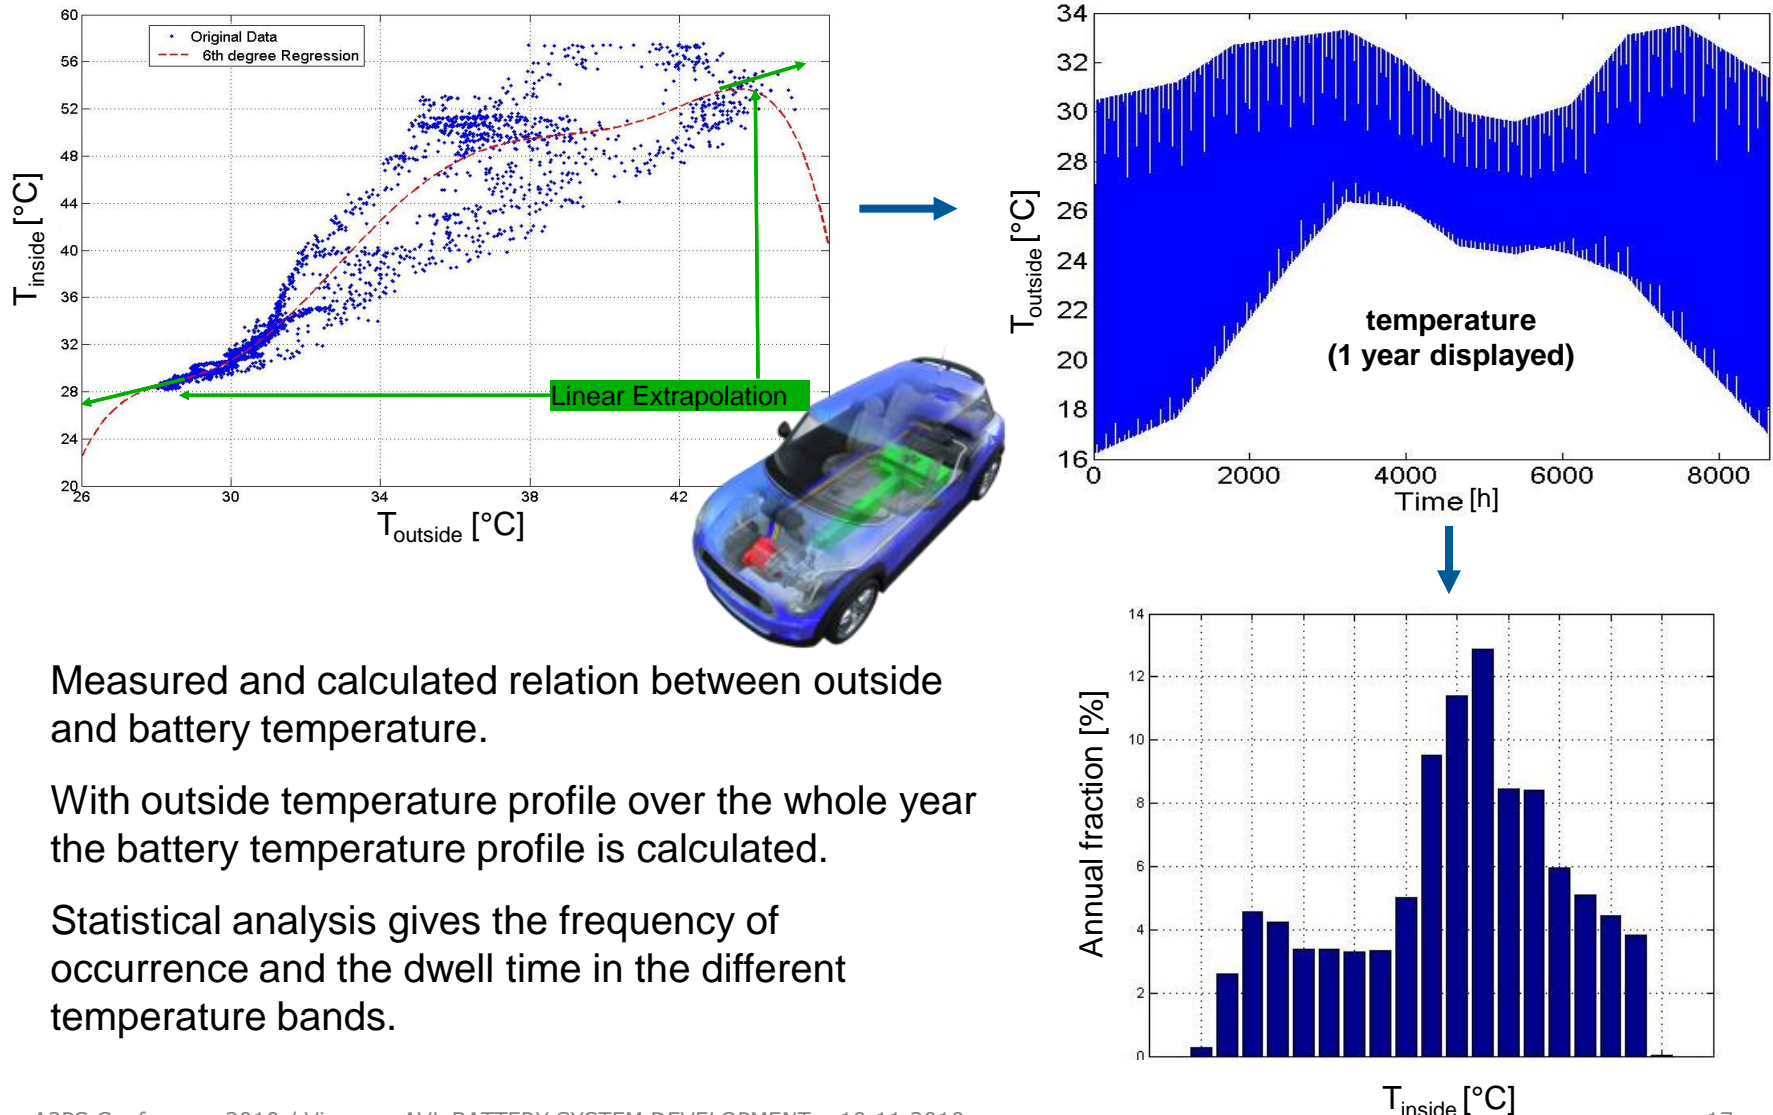 60
56
52
48
44
40
36
32
28
24
20
26
30
34
38
42
Original Data
6th degree Regression
Linear Extrapolation
Tinside [°C]
Toutside [°C]
34
32
30
28
26
24
22
20
18
16
0
2000
4000
6000
8000
Toutside [°C]
Time [h]
temperature
(1 year displayed)
Measured and calculated relation between outside
and battery temperature.
With outside temperature profile over the whole year
the battery temperature profile is calculated.
Statistical analysis gives the frequency of
occurrence and the dwell time in the different
temperature bands.
14
12
10
8
6
4
2
0
Annual fraction [%]
Tinside [°C]